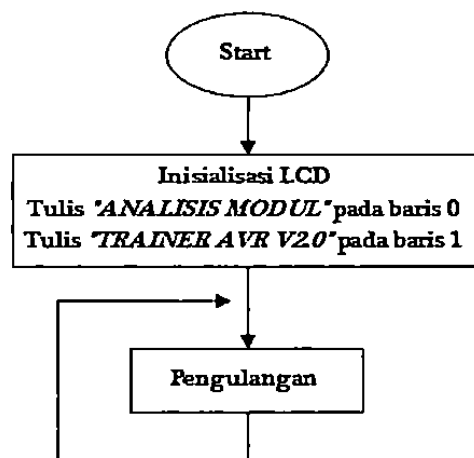 Start
Inisialisasi LCD
Tulis "ANALISIS MODUL" pada baris 0
Tulis "TRAINER AVR V2.0" pada baris 1
Pengulangan